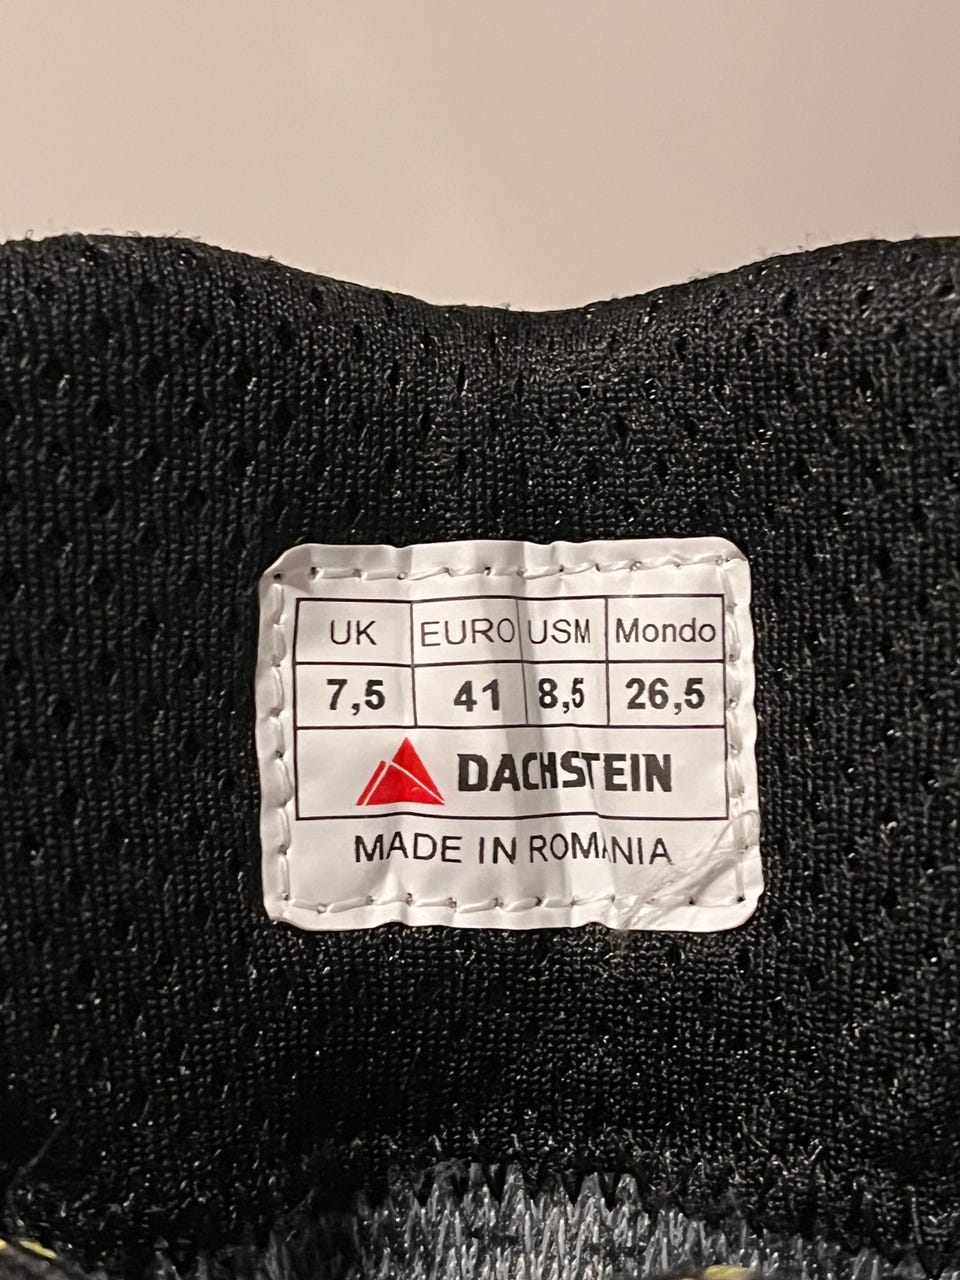 UK EURO USM Mondo
7,5 41 8,5 26,5
DACHSTEIN
MADE IN ROMANIA